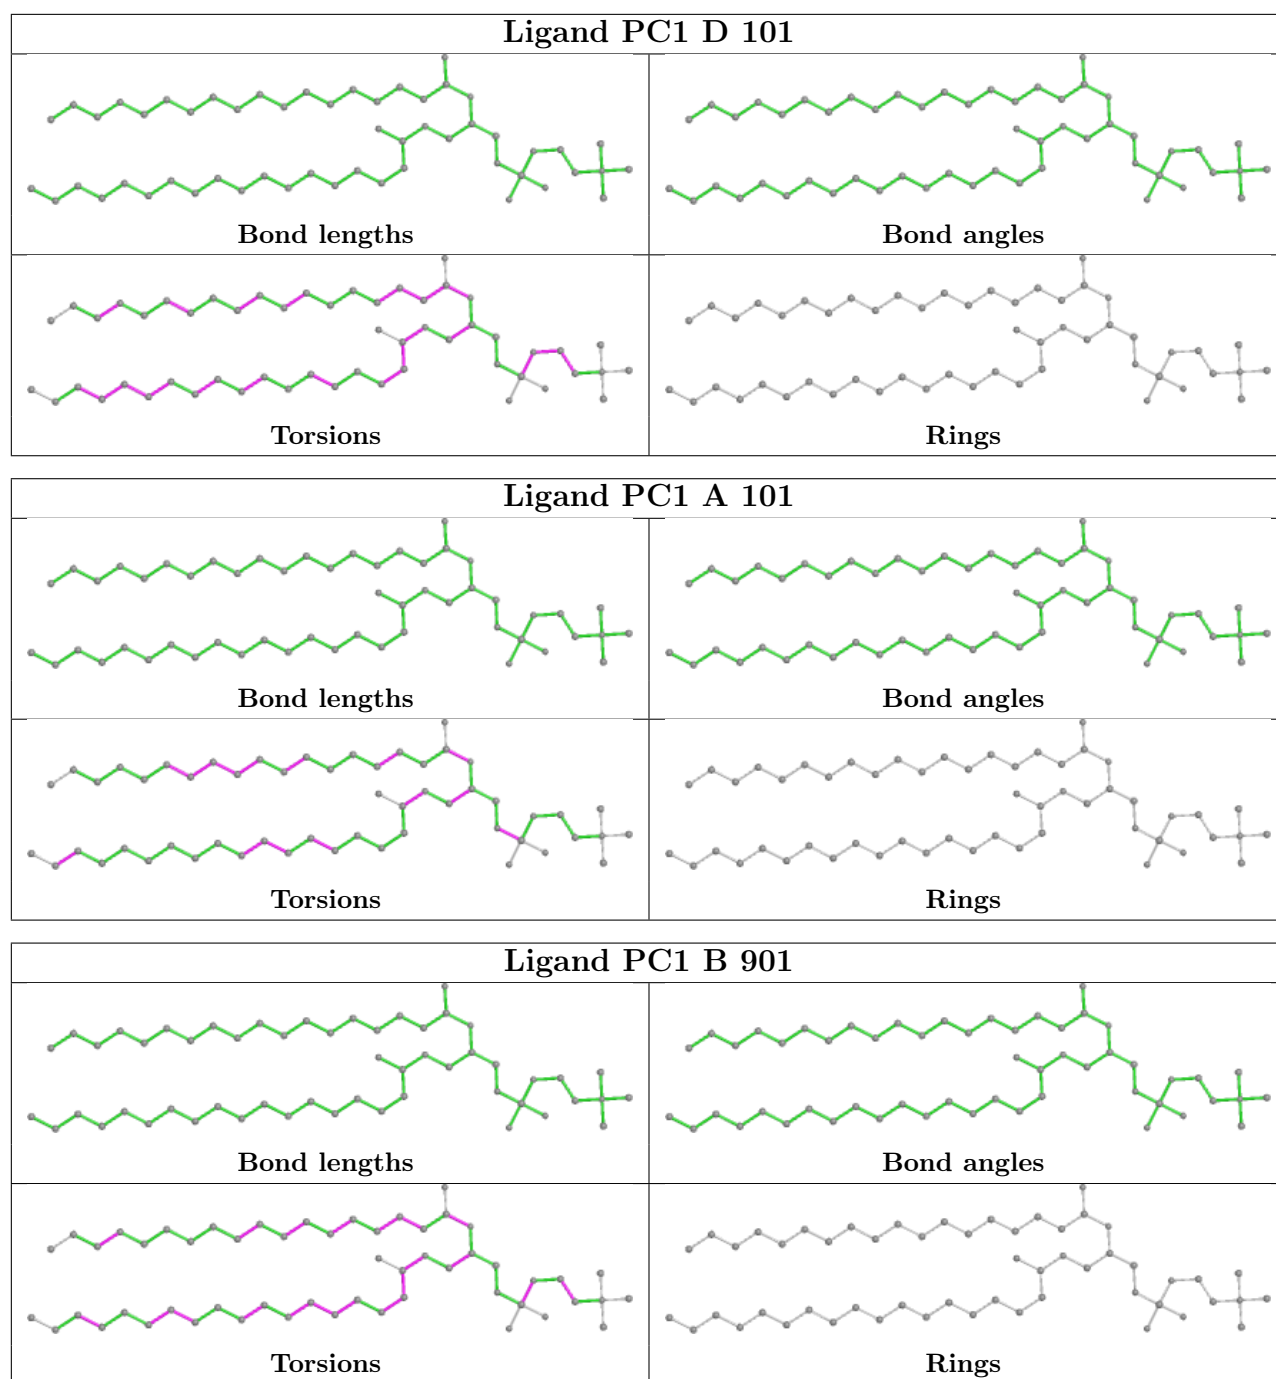 Ligand PC1 D 101
Bond lengths
Bond angles
Torsions
Rings
Ligand PC1 A 101
Bond lengths
Bond angles
Torsions
Rings
Ligand PC1 B 901
Bond lengths
Bond angles
Torsions
Rings